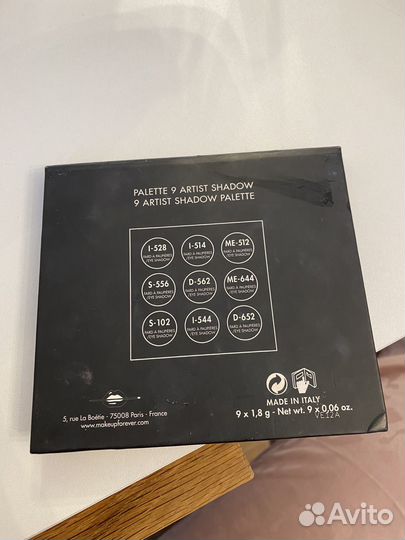 PALETTE 9 ARTIST SHADOW
9 ARTIST SHADOW PALETTE
I-528
FARD À PAUPIÈRES
/EYE SHADOW
I-514
FARD À PAUPIÈRES
/EYE SHADOW
ME-512
FARD À PAUPIÈRES
/EYE SHADOW
S-556
FARD À PAUPIÈRES
/EYE SHADOW
D-562
FARD À PAUPIÈRES
/EYE SHADOW
ME-644
FARD À PAUPIÈRES
/EYE SHADOW
S-102
FARD À PAUPIÈRES
/EYE SHADOW
I-544
FARD À PAUPIÈRES
/EYE SHADOW
D-652
FARD À PAUPIÈRES
/EYE SHADOW
5, rue La Boétie - 75008 Paris - France
www.makeupforever.com
MADE IN ITALY
9 x 1,8 g - Net wt. 9 x 0,06 oz.
VE12A
Avito